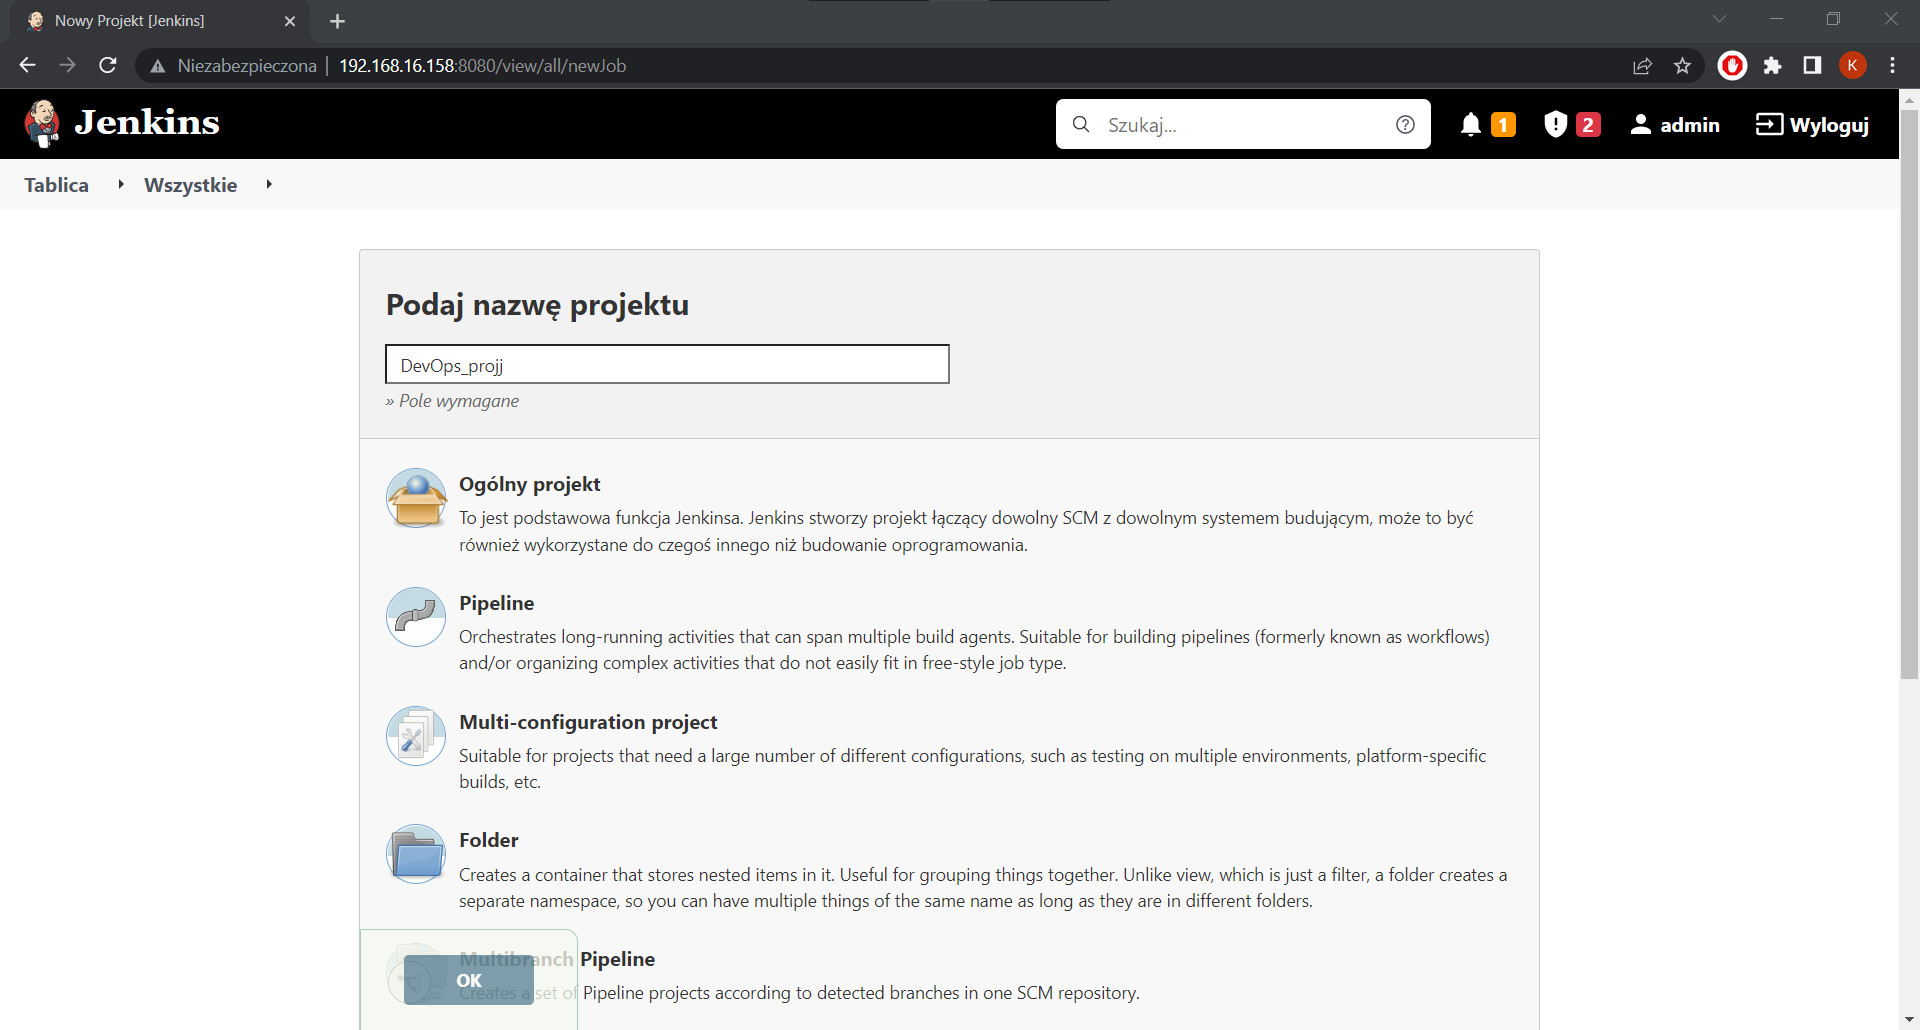 Nowy Projekt [Jenkins]
Niezabezpieczona | 192.168.16.158:8080/view/all/newJob
K
Jenkins
Szukaj...
1
2
admin
Wyloguj
Tablica
Wszystkie
Podaj nazwę projektu
DevOps_projj
» Pole wymagane
Ogólny projekt
To jest podstawowa funkcja Jenkinsa. Jenkins stworzy projekt łączący dowolny SCM z dowolnym systemem budującym, może to być
również wykorzystane do czegoś innego niż budowanie oprogramowania.
Pipeline
Orchestrates long-running activities that can span multiple build agents. Suitable for building pipelines (formerly known as workflows)
and/or organizing complex activities that do not easily fit in free-style job type.
Multi-configuration project
Suitable for projects that need a large number of different configurations, such as testing on multiple environments, platform-specific
builds, etc.
Folder
Creates a container that stores nested items in it. Useful for grouping things together. Unlike view, which is just a filter, a folder creates a
separate namespace, so you can have multiple things of the same name as long as they are in different folders.
Multibranch Pipeline
OK
Creates a set of Pipeline projects according to detected branches in one SCM repository.